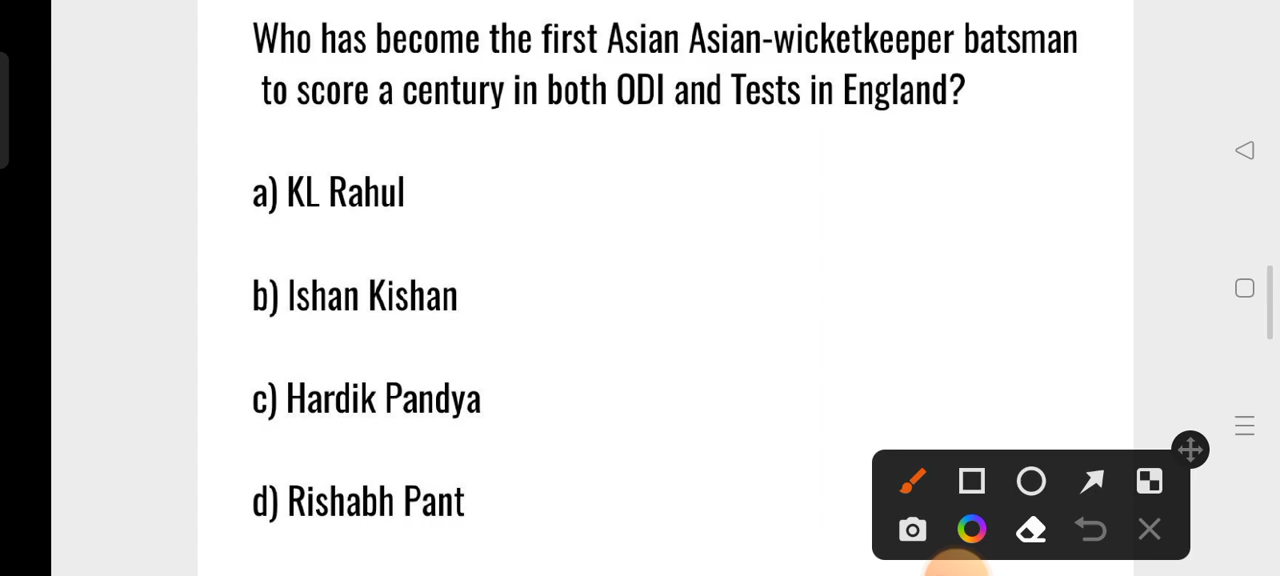 Who has become the first Asian Asian-wicketkeeper batsman
to score a century in both ODI and Tests in England?
a) KL Rahul
b) Ishan Kishan
c) Hardik Pandya
d) Rishabh Pant